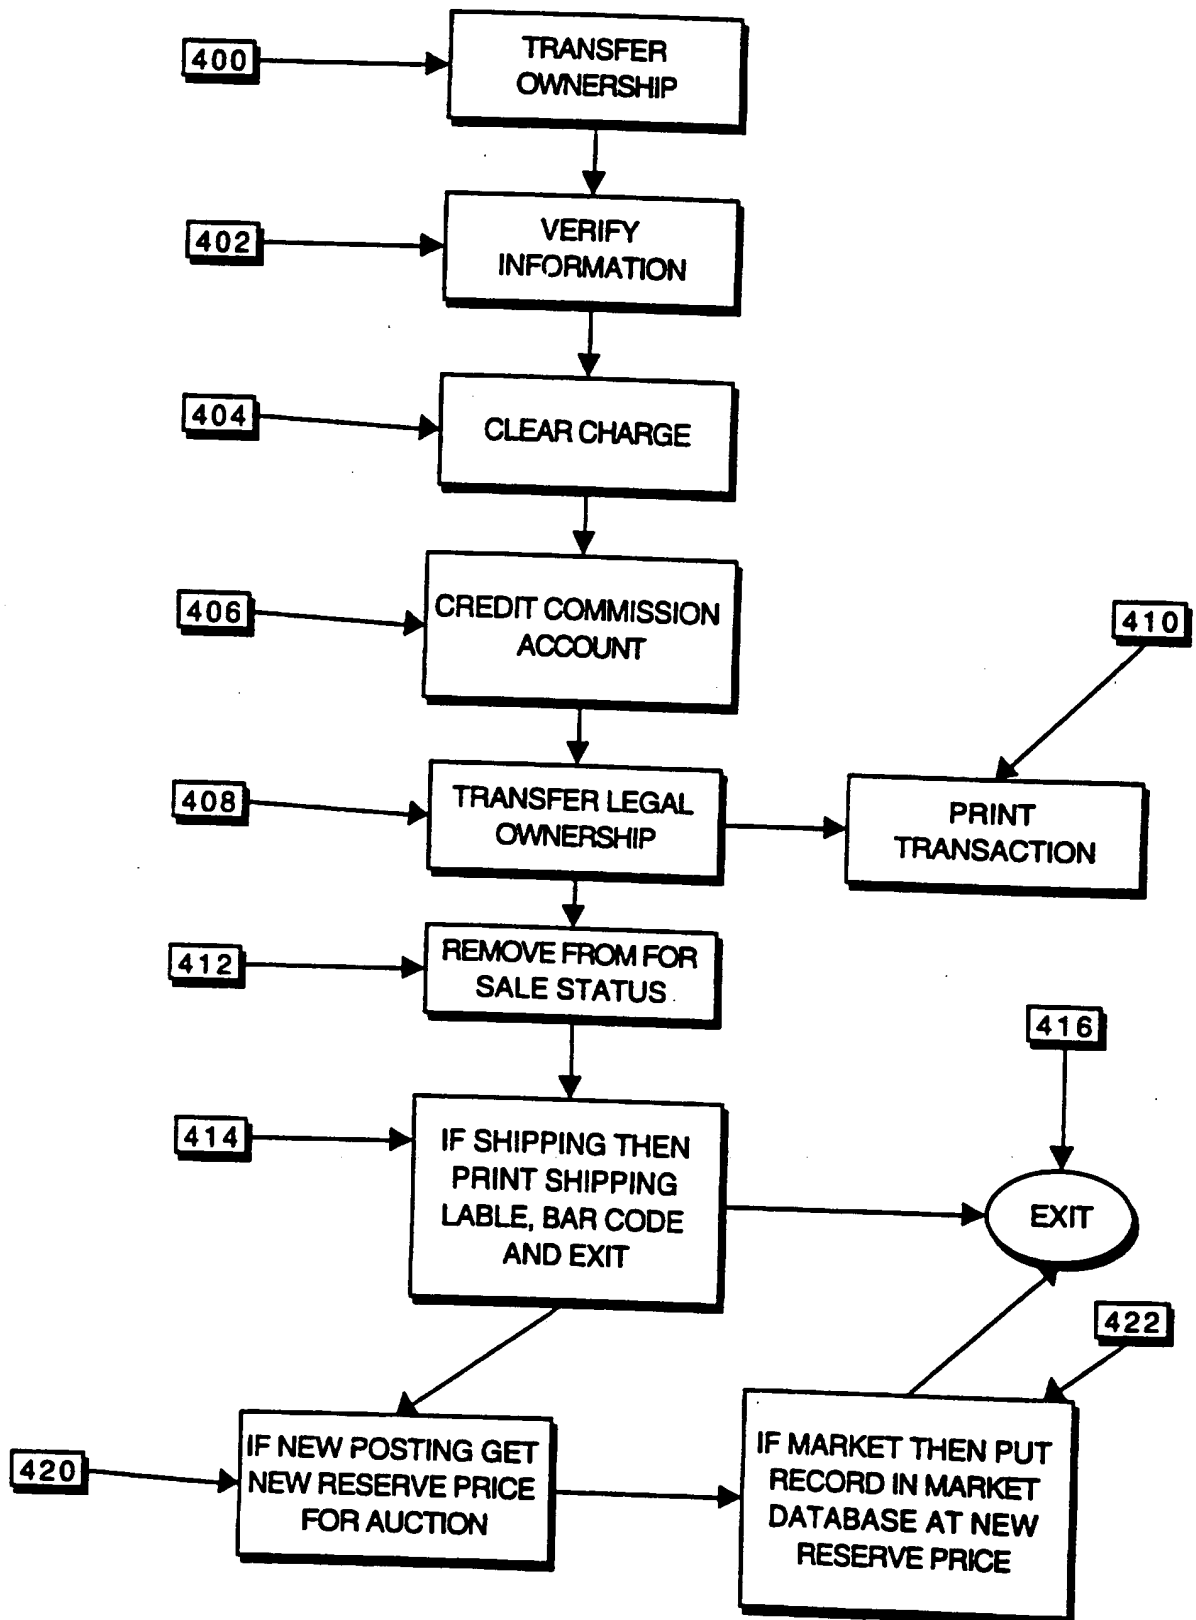 400
TRANSFER
OWNERSHIP
402
VERIFY
INFORMATION
404
CLEAR CHARGE
406
CREDIT COMMISSION
ACCOUNT
410
408
TRANSFER LEGAL
OWNERSHIP
PRINT
TRANSACTION
412
REMOVE FROM FOR
SALE STATUS
416
414
IF SHIPPING THEN
PRINT SHIPPING
LABLE, BAR CODE
AND EXIT
EXIT
422
420
IF NEW POSTING GET
NEW RESERVE PRICE
FOR AUCTION
IF MARKET THEN PUT
RECORD IN MARKET
DATABASE AT NEW
RESERVE PRICE